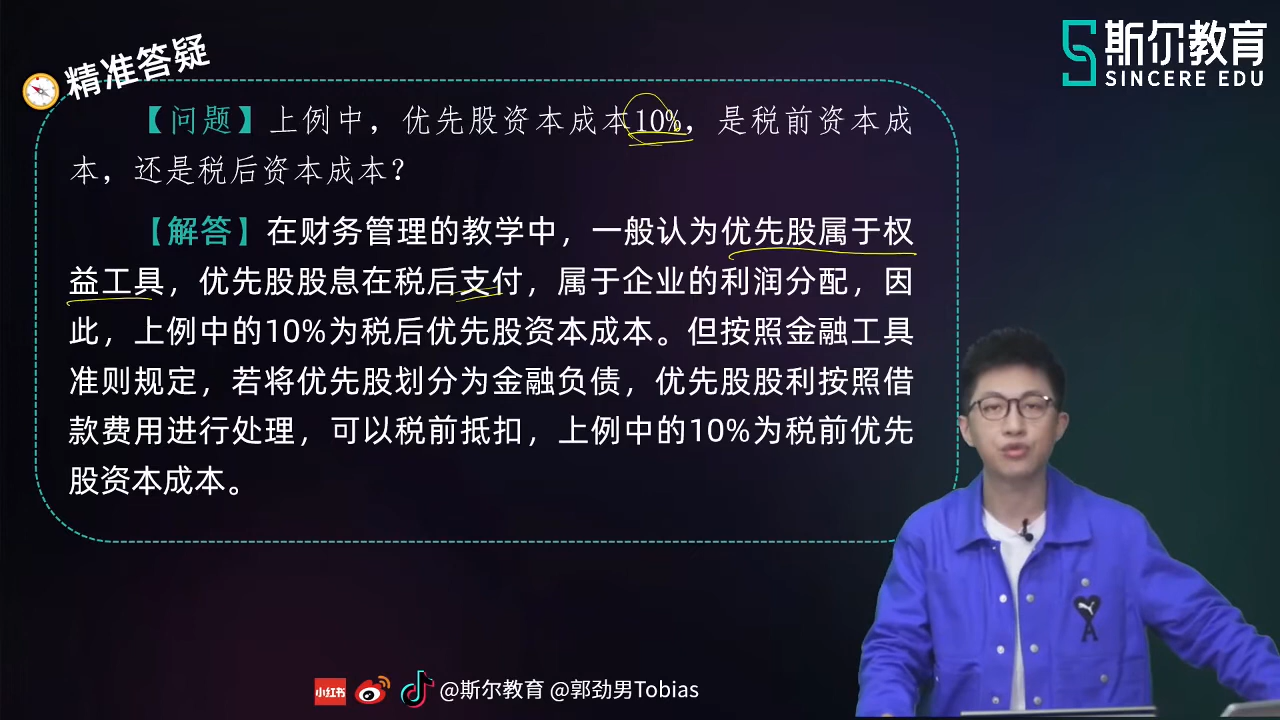 精准答疑
斯尔教育
SINCERE EDU
【问题】上例中，优先股资本成本10%，是税前资本成
本，还是税后资本成本？
【解答】在财务管理的教学中，一般认为优先股属于权
益工具，优先股股息在税后支付，属于企业的利润分配，因
此，上例中的10%为税后优先股资本成本。但按照金融工具
准则规定，若将优先股划分为金融负债，优先股股利按照借
款费用进行处理，可以税前抵扣，上例中的10%为税前优先
股资本成本。
小红书 @斯尔教育 @郭劲男Tobias